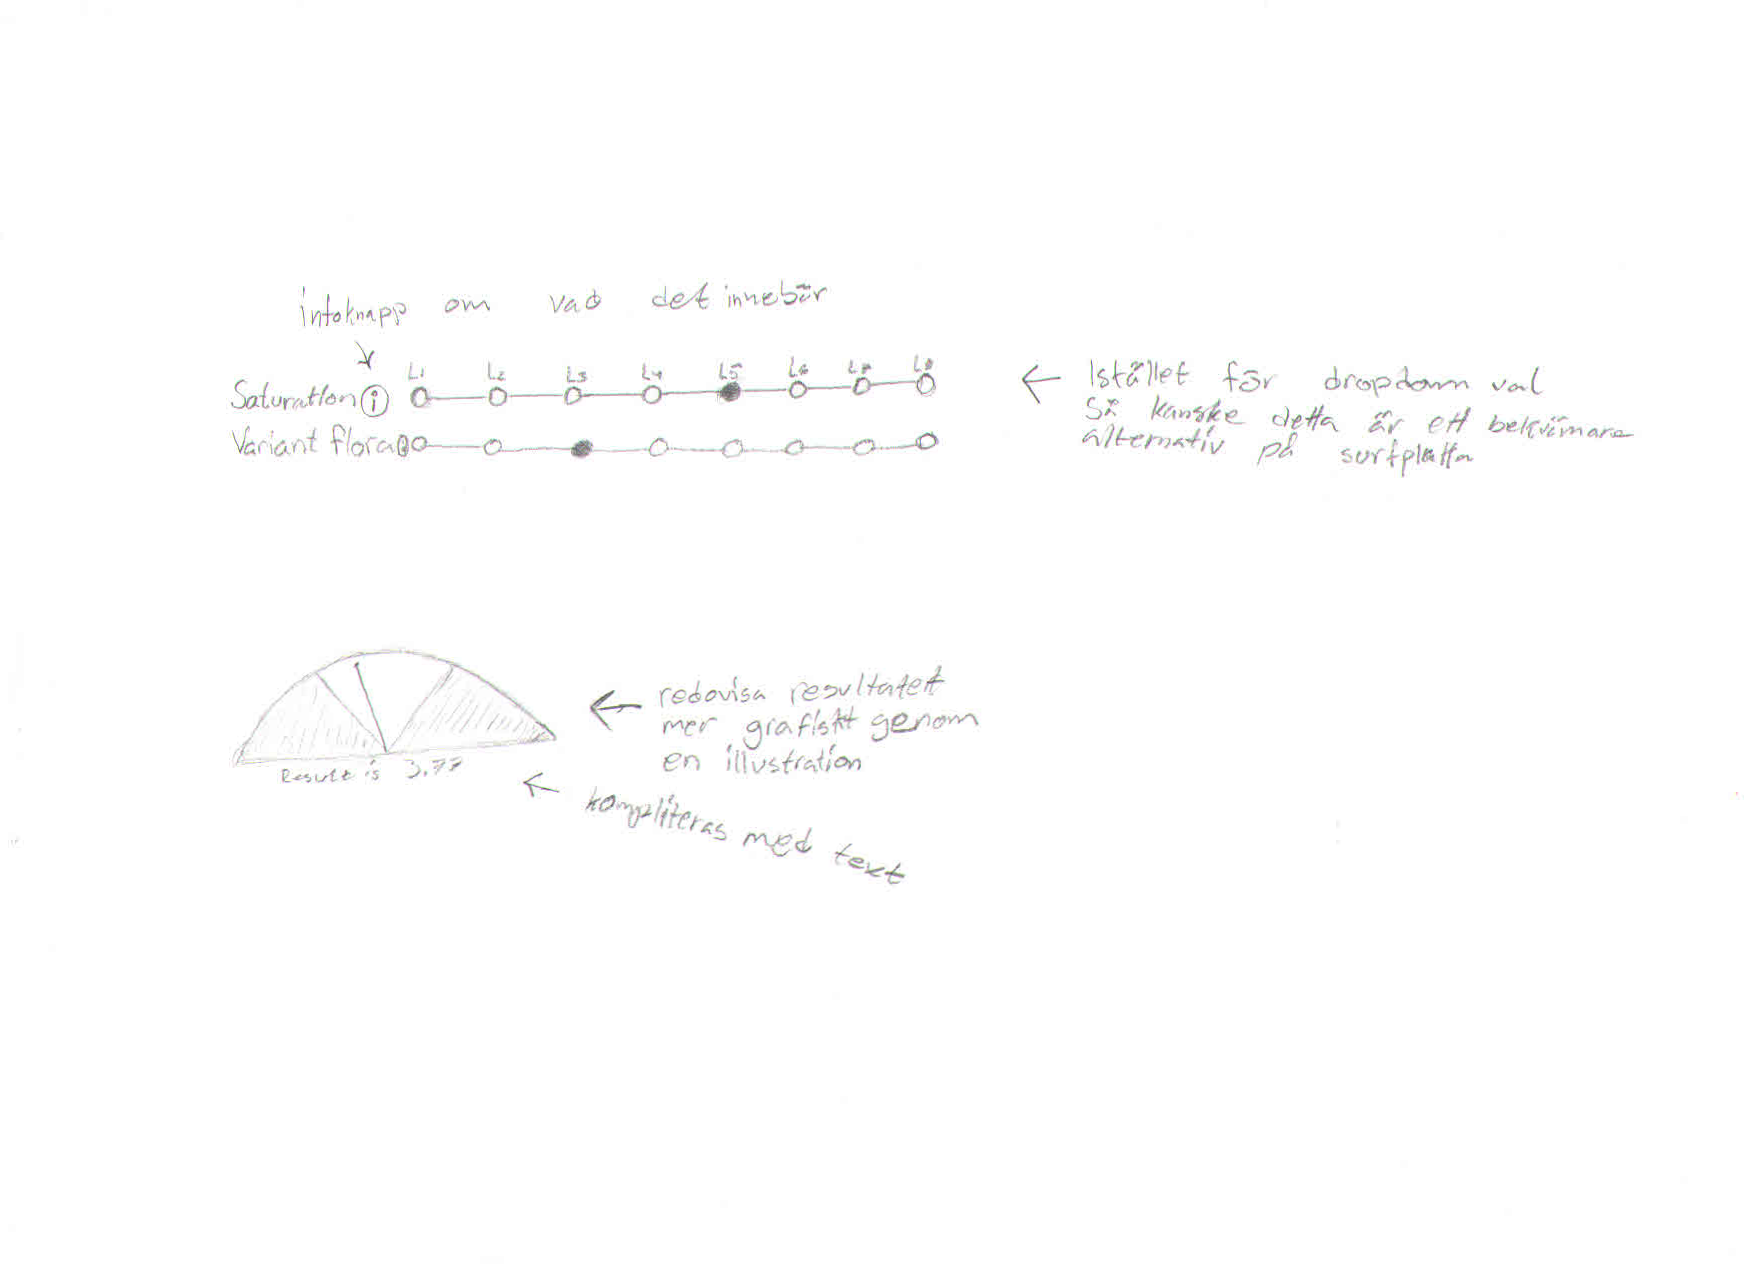 infoknapp om vad det innebär
L1 L2 L3 L4 L5 L6 L7 L8
Saturation i
Variant flora
Istället för dropdown val
så kanske detta är ett bekvämare
alternativ på surfplatta
redovisa resultatet
mer grafiskt genom
en illustration
Result is 3.77
kompliteras med text